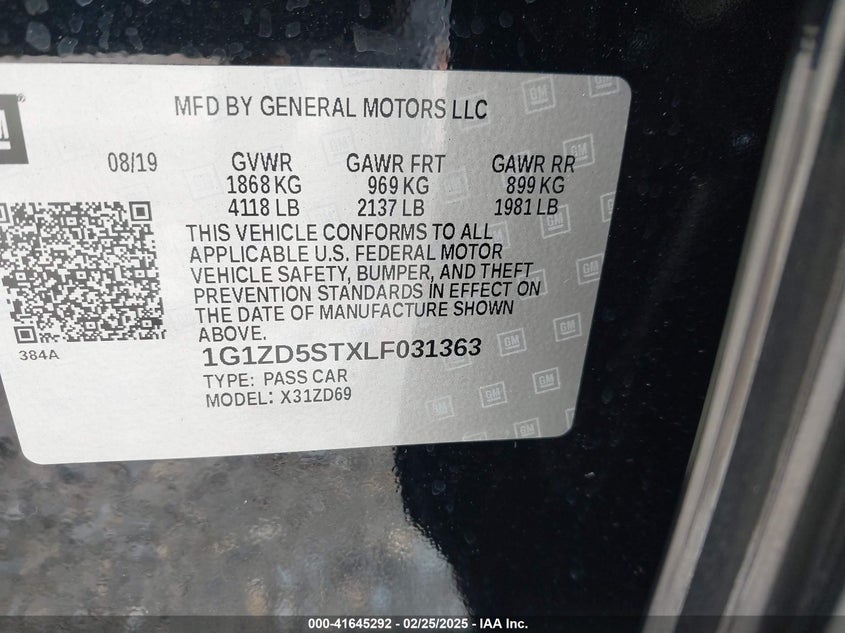 GM
MFD BY GENERAL MOTORS LLC
08/19 GVWR GAWR FRT GAWR RR
1868 KG 969 KG 899 KG
4118 LB 2137 LB 1981 LB
THIS VEHICLE CONFORMS TO ALL
APPLICABLE U.S. FEDERAL MOTOR
VEHICLE SAFETY, BUMPER, AND THEFT
PREVENTION STANDARDS IN EFFECT ON
THE DATE OF MANUFACTURE SHOWN
ABOVE.
384A
1G1ZD5STXLF031363
TYPE: PASS CAR
MODEL: X31ZD69
000-41645292 - 02/25/2025 - IAA Inc.